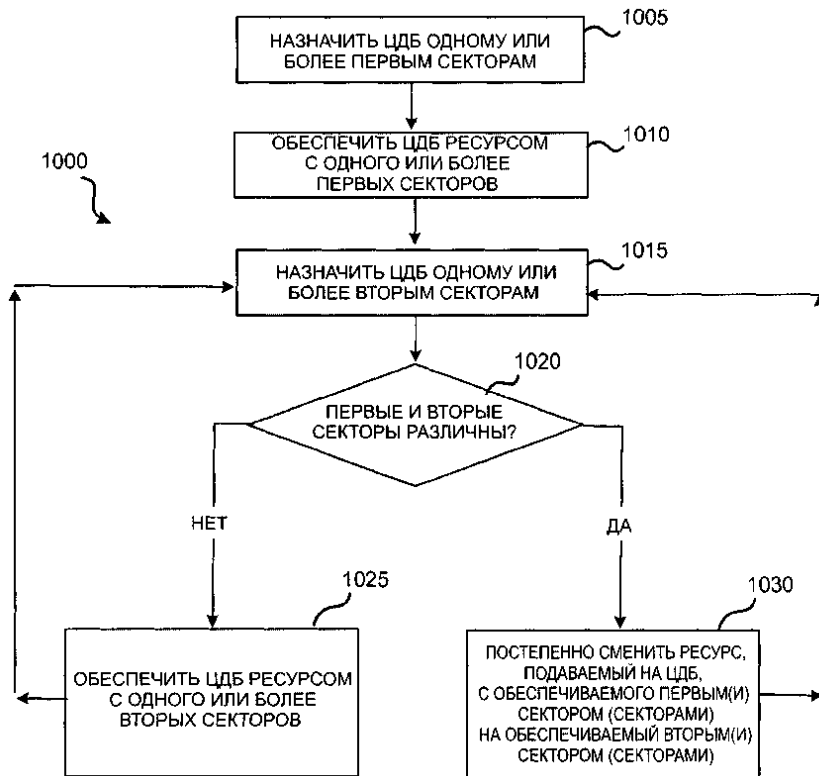 1005
НАЗНАЧИТЬ ЦДБ ОДНОМУ ИЛИ
БОЛЕЕ ПЕРВЫМ СЕКТОРАМ
1010
ОБЕСПЕЧИТЬ ЦДБ РЕСУРСОМ
С ОДНОГО ИЛИ БОЛЕЕ
ПЕРВЫХ СЕКТОРОВ
1000
1015
НАЗНАЧИТЬ ЦДБ ОДНОМУ ИЛИ
БОЛЕЕ ВТОРЫМ СЕКТОРАМ
1020
ПЕРВЫЕ И ВТОРЫЕ
СЕКТОРЫ РАЗЛИЧНЫ?
НЕТ
ДА
1025
ОБЕСПЕЧИТЬ ЦДБ РЕСУРСОМ
С ОДНОГО ИЛИ БОЛЕЕ
ВТОРЫХ СЕКТОРОВ
1030
ПОСТЕПЕННО СМЕНИТЬ РЕСУРС,
ПОДАВАЕМЫЙ НА ЦДБ,
С ОБЕСПЕЧИВАЕМОГО ПЕРВЫМ(И)
СЕКТОРОМ (СЕКТОРАМИ)
НА ОБЕСПЕЧИВАЕМЫЙ ВТОРЫМ(И)
СЕКТОРОМ (СЕКТОРАМИ)